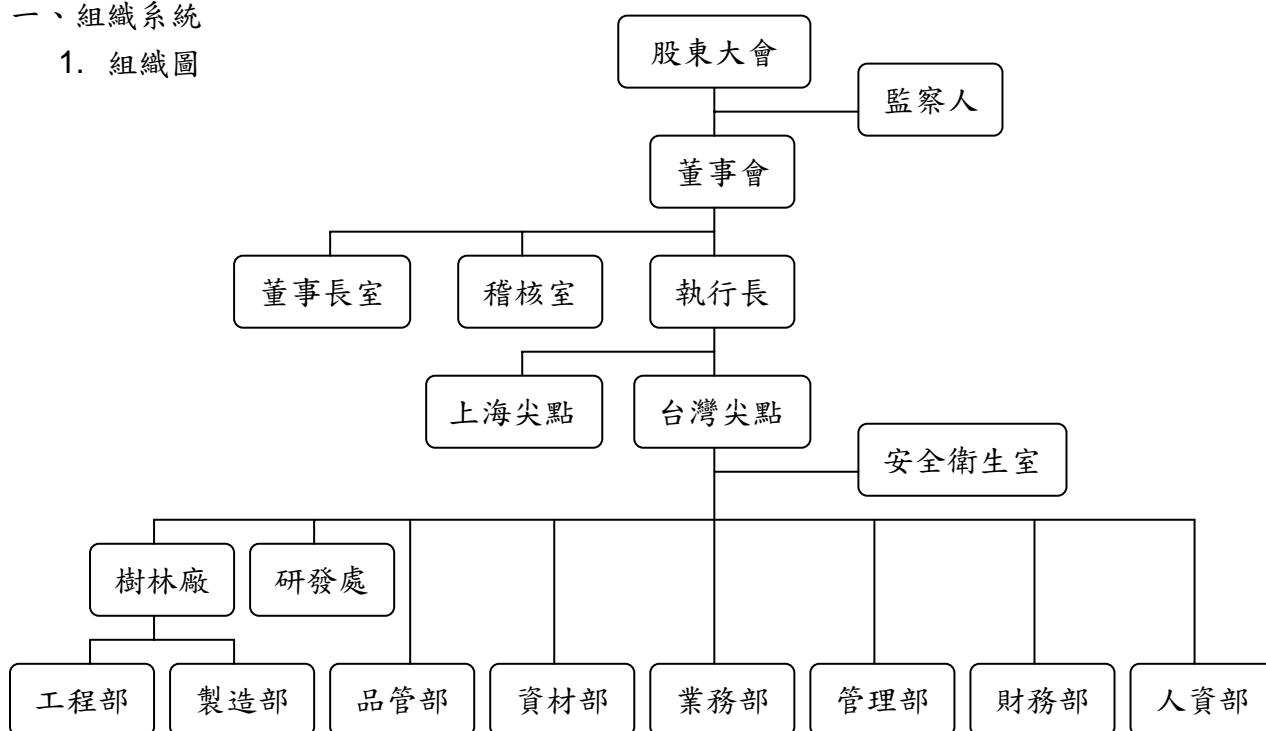 一、組織系統
1. 組織圖
股東大會
監察人
董事會
董事長室
稽核室
執行長
上海尖點
台灣尖點
安全衛生室
樹林廠
研發處
工程部
製造部
品管部
資材部
業務部
管理部
財務部
人資部